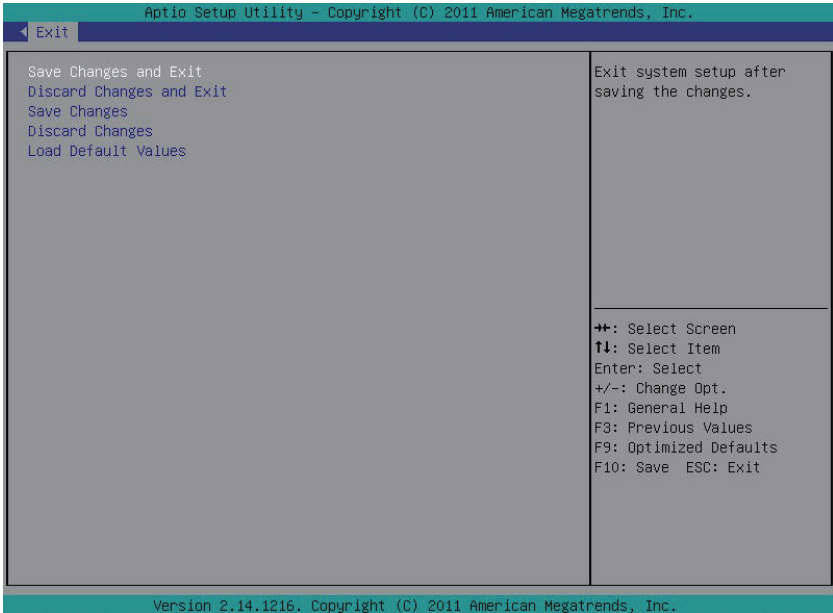 Aptio Setup Utility - Copyright (C) 2011 American Megatrends, Inc.
Exit
Save Changes and Exit
Discard Changes and Exit
Save Changes
Discard Changes
Load Default Values
Exit system setup after
saving the changes.
→←: Select Screen
↑↓: Select Item
Enter: Select
+/-: Change Opt.
F1: General Help
F3: Previous Values
F9: Optimized Defaults
F10: Save ESC: Exit
Version 2.14.1216. Copyright (C) 2011 American Megatrends, Inc.